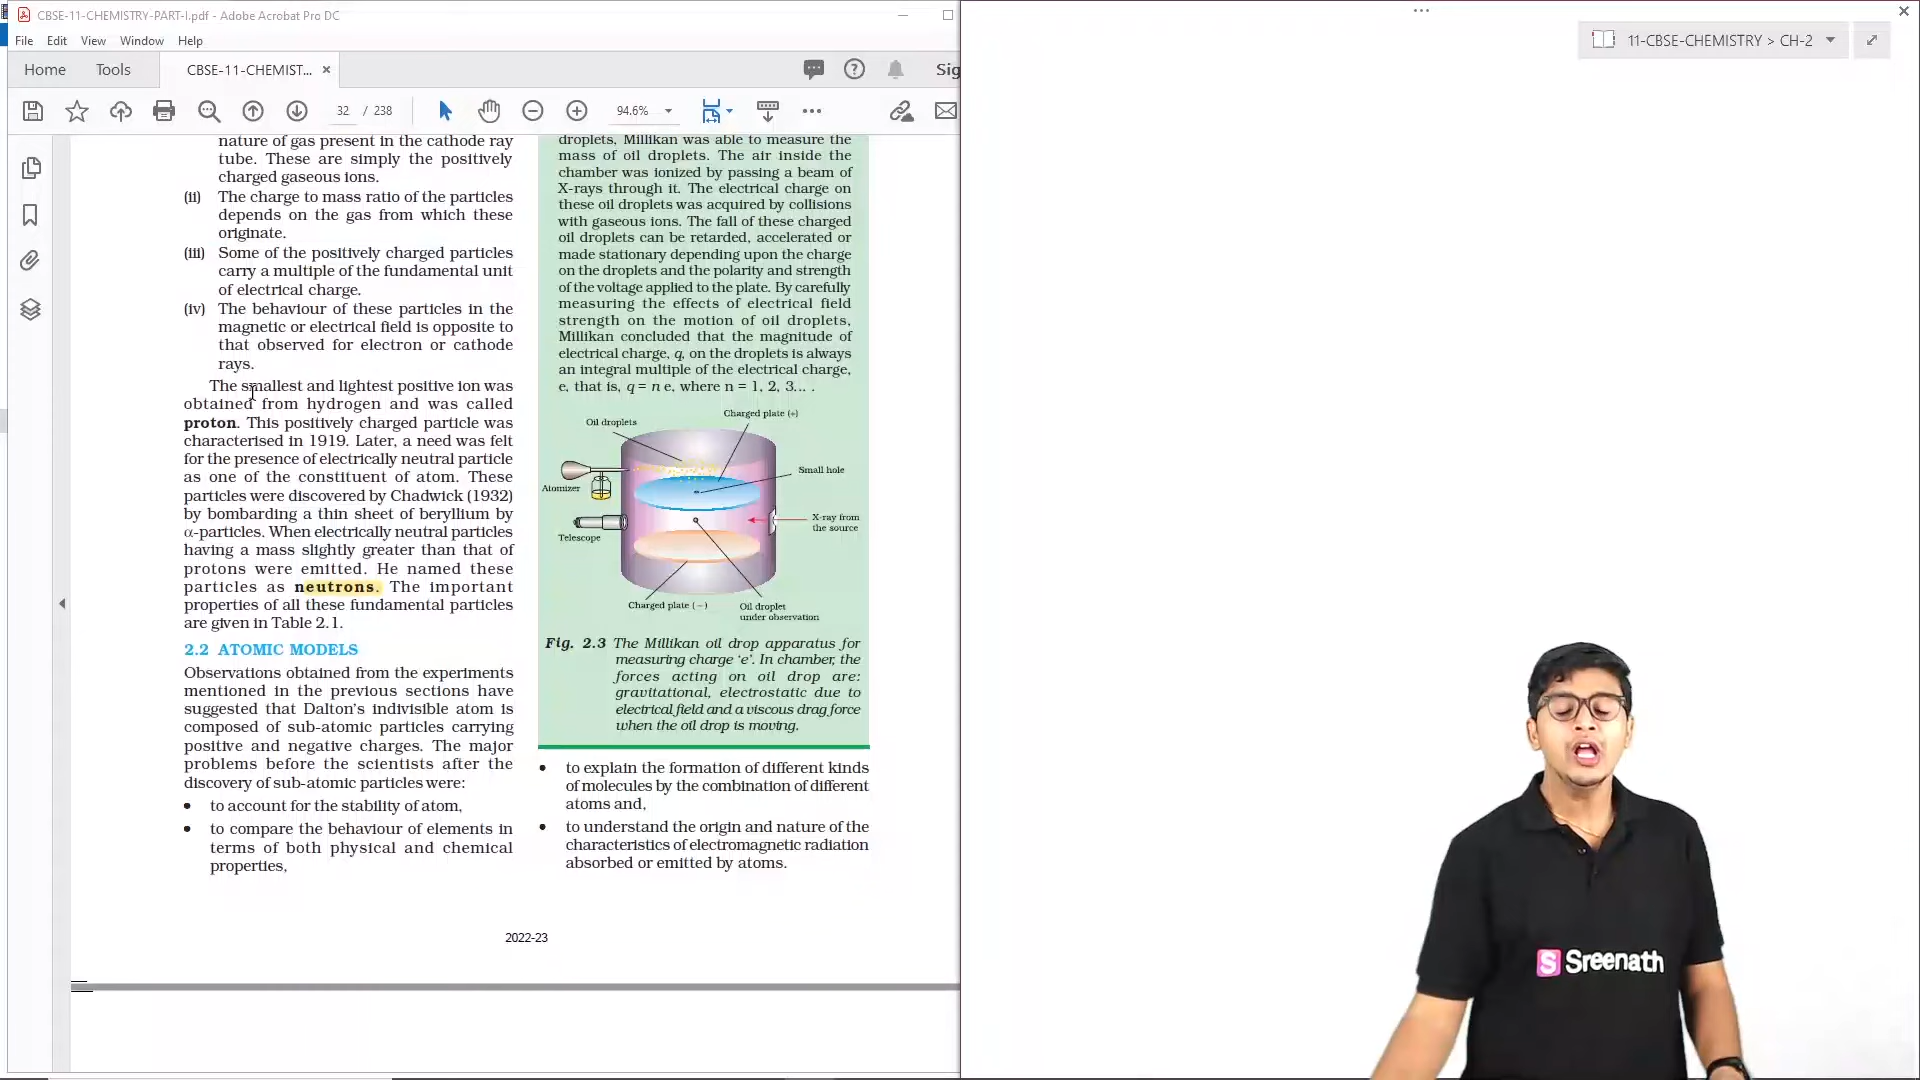 CBSE-11-CHEMISTRY-PART-I.pdf - Adobe Acrobat Pro DC
File Edit View Window Help
Home Tools CBSE-11-CHEMIST... Sig
32 / 238 94.6%
nature of gas present in the cathode ray
tube. These are simply the positively
charged gaseous ions.
(ii) The charge to mass ratio of the particles
depends on the gas from which these
originate.
(iii) Some of the positively charged particles
carry a multiple of the fundamental unit
of electrical charge.
(iv) The behaviour of these particles in the
magnetic or electrical field is opposite to
that observed for electron or cathode
rays.
The smallest and lightest positive ion was
obtained from hydrogen and was called
proton. This positively charged particle was
characterised in 1919. Later, a need was felt
for the presence of electrically neutral particle
as one of the constituent of atom. These
particles were discovered by Chadwick (1932)
by bombarding a thin sheet of beryllium by
α-particles. When electrically neutral particles
having a mass slightly greater than that of
protons were emitted. He named these
particles as neutrons. The important
properties of all these fundamental particles
are given in Table 2.1.
2.2 ATOMIC MODELS
Observations obtained from the experiments
mentioned in the previous sections have
suggested that Dalton's indivisible atom is
composed of sub-atomic particles carrying
positive and negative charges. The major
problems before the scientists after the
discovery of sub-atomic particles were:
• to account for the stability of atom,
• to compare the behaviour of elements in
terms of both physical and chemical
properties,
droplets, Millikan was able to measure the
mass of oil droplets. The air inside the
chamber was ionized by passing a beam of
X-rays through it. The electrical charge on
these oil droplets was acquired by collisions
with gaseous ions. The fall of these charged
oil droplets can be retarded, accelerated or
made stationary depending upon the charge
on the droplets and the polarity and strength
of the voltage applied to the plate. By carefully
measuring the effects of electrical field
strength on the motion of oil droplets,
Millikan concluded that the magnitude of
electrical charge, q, on the droplets is always
an integral multiple of the electrical charge,
e, that is, q = n e, where n = 1, 2, 3... .
Charged plate (+)
Oil droplets
Small hole
Atomizer
X-ray from
the source
Telescope
Charged plate (−)
Oil droplet
under observation
Fig. 2.3 The Millikan oil drop apparatus for
measuring charge ‘e’. In chamber, the
forces acting on oil drop are:
gravitational, electrostatic due to
electrical field and a viscous drag force
when the oil drop is moving.
• to explain the formation of different kinds
of molecules by the combination of different
atoms and,
• to understand the origin and nature of the
characteristics of electromagnetic radiation
absorbed or emitted by atoms.
2022-23
11-CBSE-CHEMISTRY > CH-2
S Sreenath